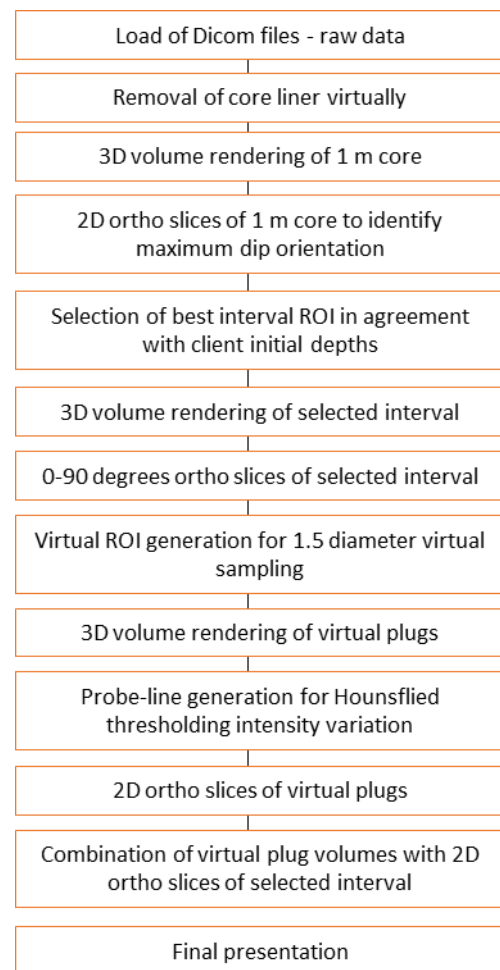 Load of Dicom files - raw data
Removal of core liner virtually
3D volume rendering of 1 m core
2D ortho slices of 1 m core to identify
maximum dip orientation
Selection of best interval ROI in agreement
with client initial depths
3D volume rendering of selected interval
0-90 degrees ortho slices of selected interval
Virtual ROI generation for 1.5 diameter virtual
sampling
3D volume rendering of virtual plugs
Probe-line generation for Hounsflied
thresholding intensity variation
2D ortho slices of virtual plugs
Combination of virtual plug volumes with 2D
ortho slices of selected interval
Final presentation